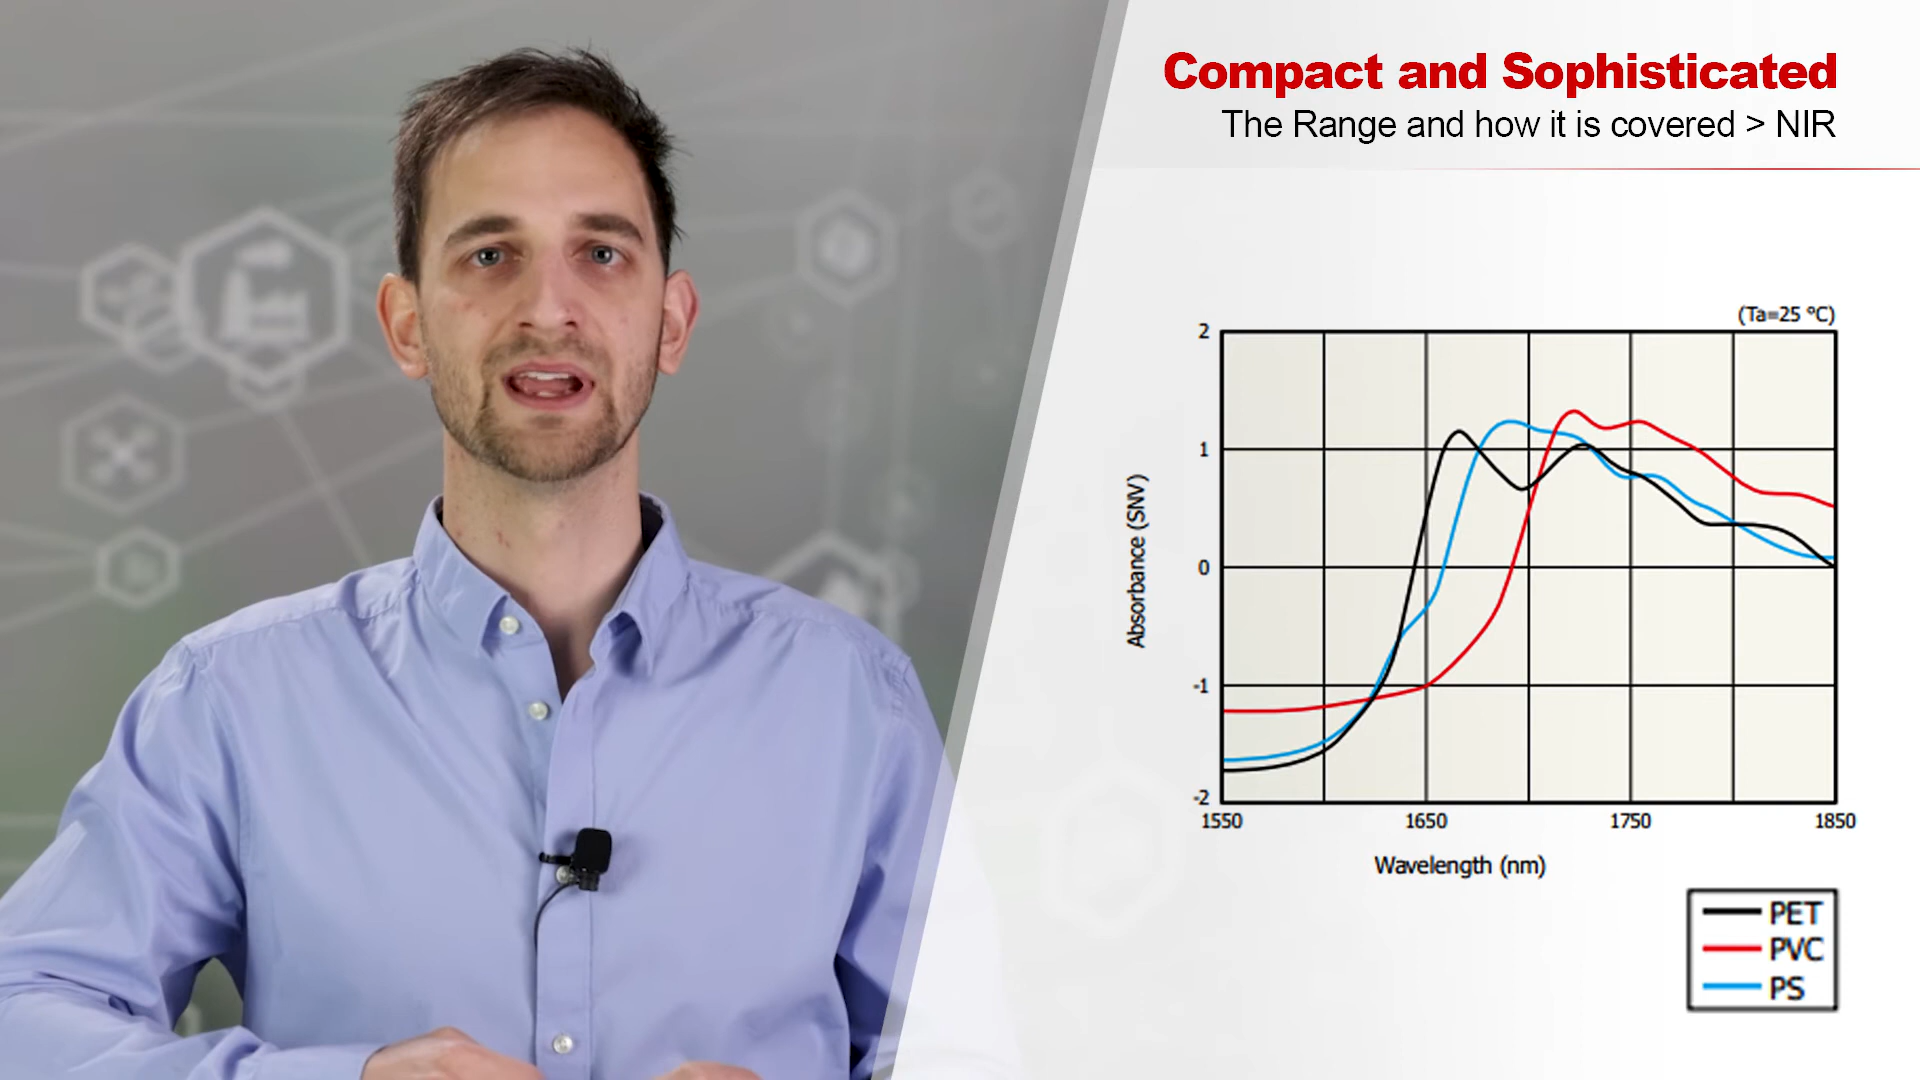 Compact and Sophisticated
The Range and how it is covered > NIR
(Ta=25 °C)
2
1
0
-1
-2
Absorbance (SNV)
1550 1650 1750 1850
Wavelength (nm)
PET
PVC
PS